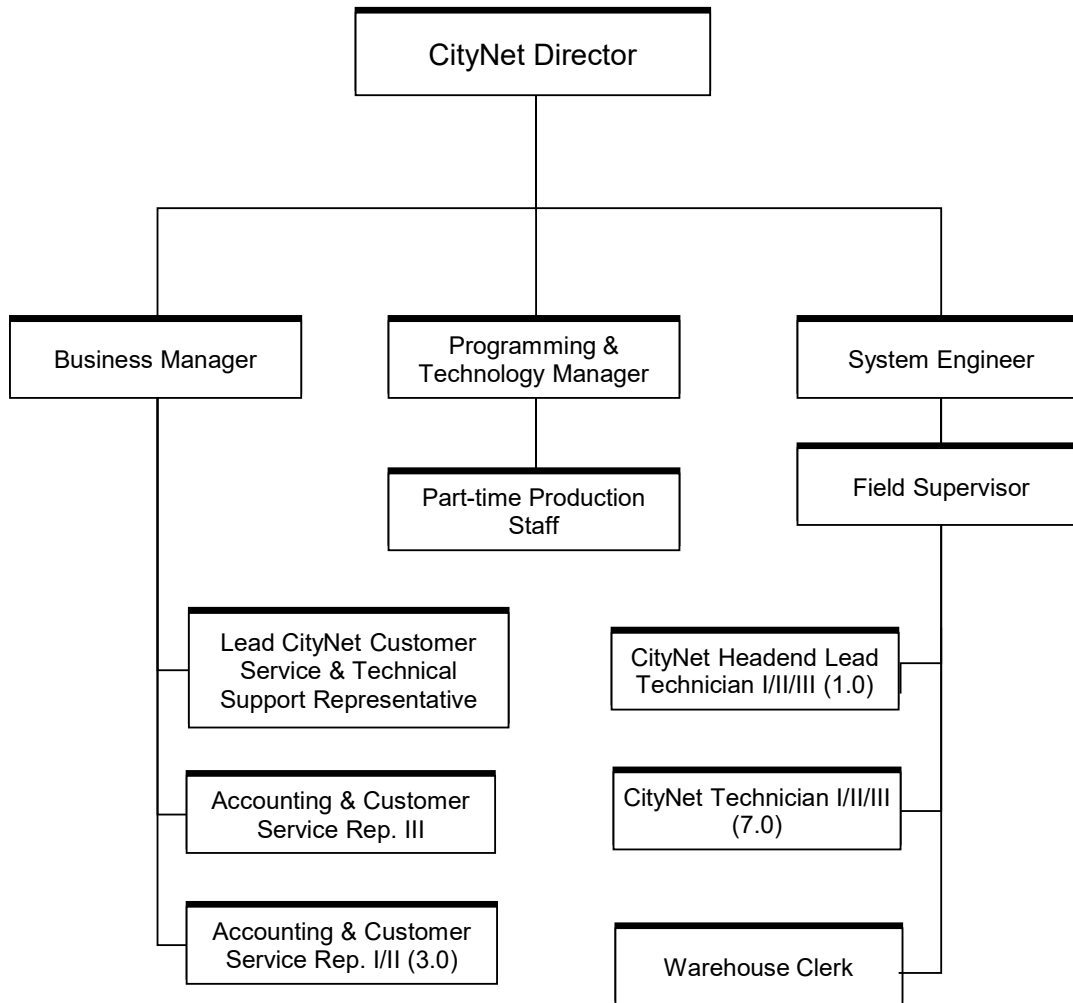 CityNet Director
Business Manager
Programming &
Technology Manager
System Engineer
Part-time Production
Staff
Field Supervisor
Lead CityNet Customer
Service & Technical
Support Representative
CityNet Headend Lead
Technician I/II/III (1.0)
Accounting & Customer
Service Rep. III
CityNet Technician I/II/III
(7.0)
Accounting & Customer
Service Rep. I/II (3.0)
Warehouse Clerk